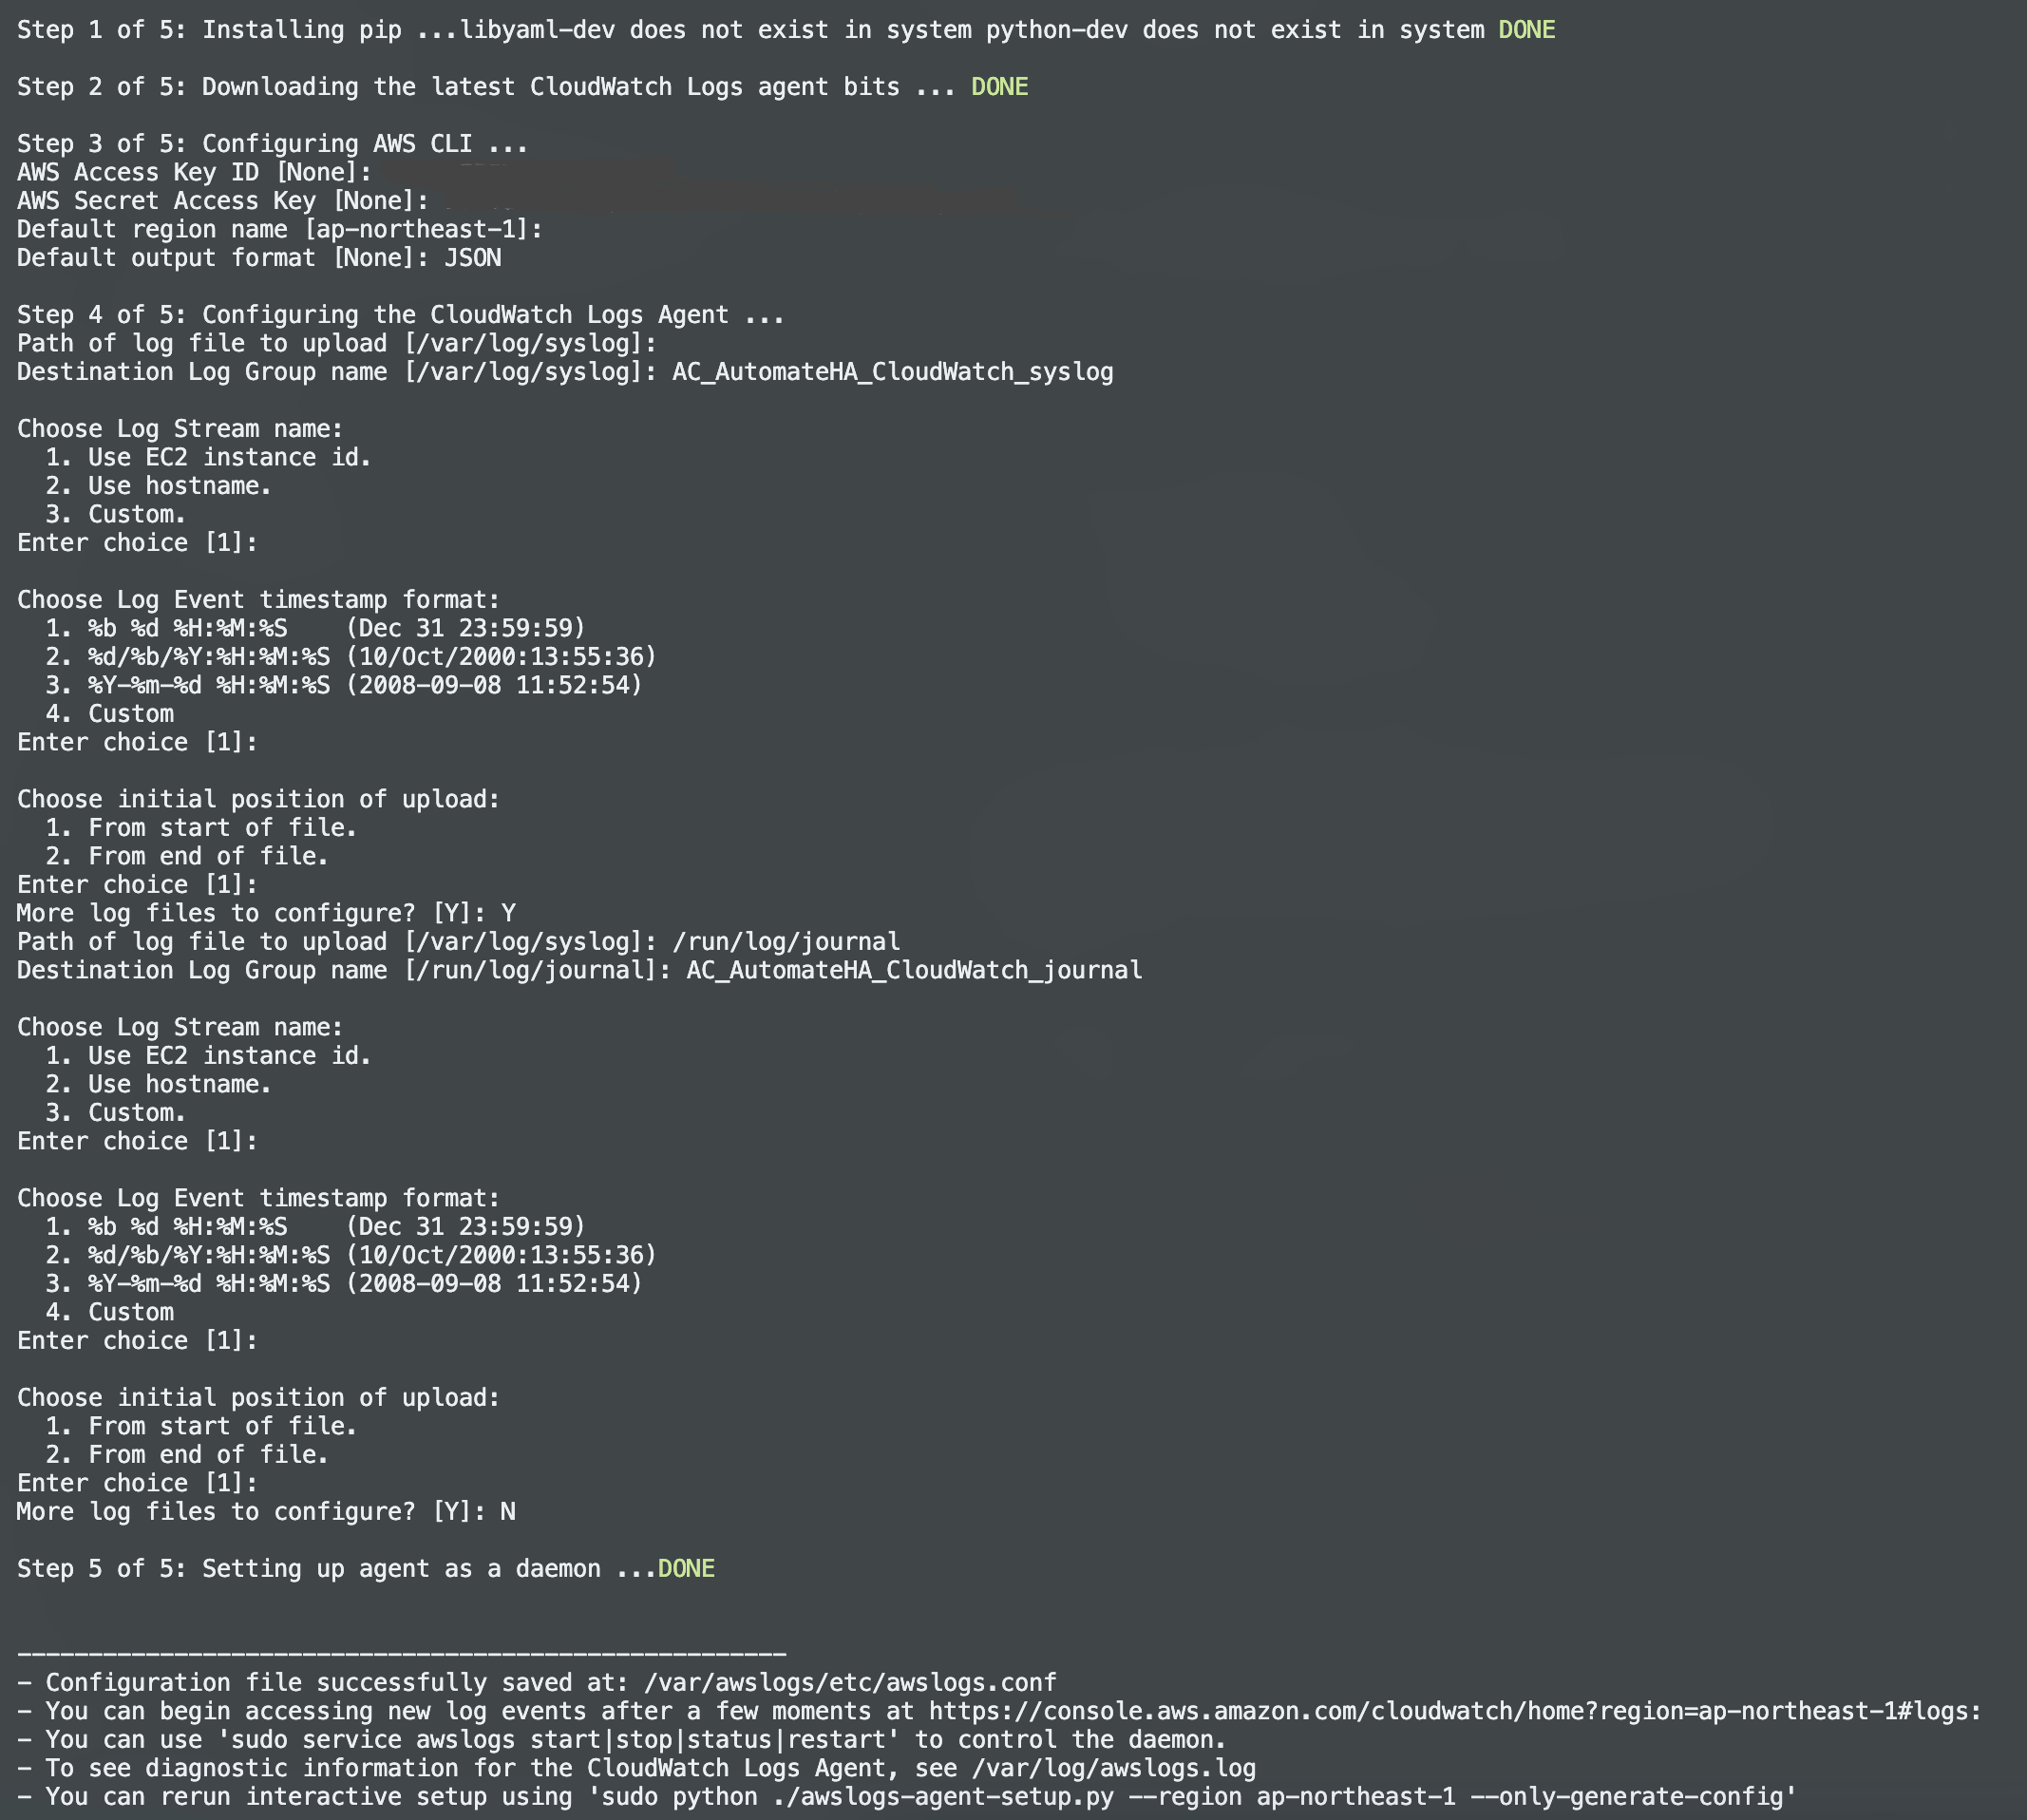 Step 1 of 5: Installing pip ...libyaml-dev does not exist in system python-dev does not exist in system DONE
Step 2 of 5: Downloading the latest CloudWatch Logs agent bits ... DONE
Step 3 of 5: Configuring AWS CLI ...
AWS Access Key ID [None]:
AWS Secret Access Key [None]:
Default region name [ap-northeast-1]:
Default output format [None]: JSON
Step 4 of 5: Configuring the CloudWatch Logs Agent ...
Path of log file to upload [/var/log/syslog]:
Destination Log Group name [/var/log/syslog]: AC_AutomateHA_CloudWatch_syslog
Choose Log Stream name:
  1. Use EC2 instance id.
  2. Use hostname.
  3. Custom.
Enter choice [1]:
Choose Log Event timestamp format:
  1. %b %d %H:%M:%S    (Dec 31 23:59:59)
  2. %d/%b/%Y:%H:%M:%S (10/Oct/2000:13:55:36)
  3. %Y-%m-%d %H:%M:%S (2008-09-08 11:52:54)
  4. Custom
Enter choice [1]:
Choose initial position of upload:
  1. From start of file.
  2. From end of file.
Enter choice [1]:
More log files to configure? [Y]: Y
Path of log file to upload [/var/log/syslog]: /run/log/journal
Destination Log Group name [/run/log/journal]: AC_AutomateHA_CloudWatch_journal
Choose Log Stream name:
  1. Use EC2 instance id.
  2. Use hostname.
  3. Custom.
Enter choice [1]:
Choose Log Event timestamp format:
  1. %b %d %H:%M:%S    (Dec 31 23:59:59)
  2. %d/%b/%Y:%H:%M:%S (10/Oct/2000:13:55:36)
  3. %Y-%m-%d %H:%M:%S (2008-09-08 11:52:54)
  4. Custom
Enter choice [1]:
Choose initial position of upload:
  1. From start of file.
  2. From end of file.
Enter choice [1]:
More log files to configure? [Y]: N
Step 5 of 5: Setting up agent as a daemon ...DONE
------------------------------------------------------
- Configuration file successfully saved at: /var/awslogs/etc/awslogs.conf
- You can begin accessing new log events after a few moments at https://console.aws.amazon.com/cloudwatch/home?region=ap-northeast-1#logs:
- You can use 'sudo service awslogs start|stop|status|restart' to control the daemon.
- To see diagnostic information for the CloudWatch Logs Agent, see /var/log/awslogs.log
- You can rerun interactive setup using 'sudo python ./awslogs-agent-setup.py --region ap-northeast-1 --only-generate-config'